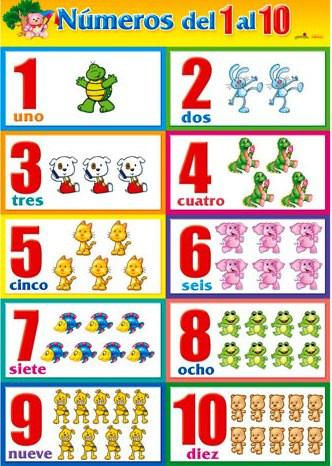 Números del 1 al 10
1
uno
2
dos
3
tres
4
cuatro
5
cinco
6
seis
7
siete
8
ocho
9
nueve
10
diez